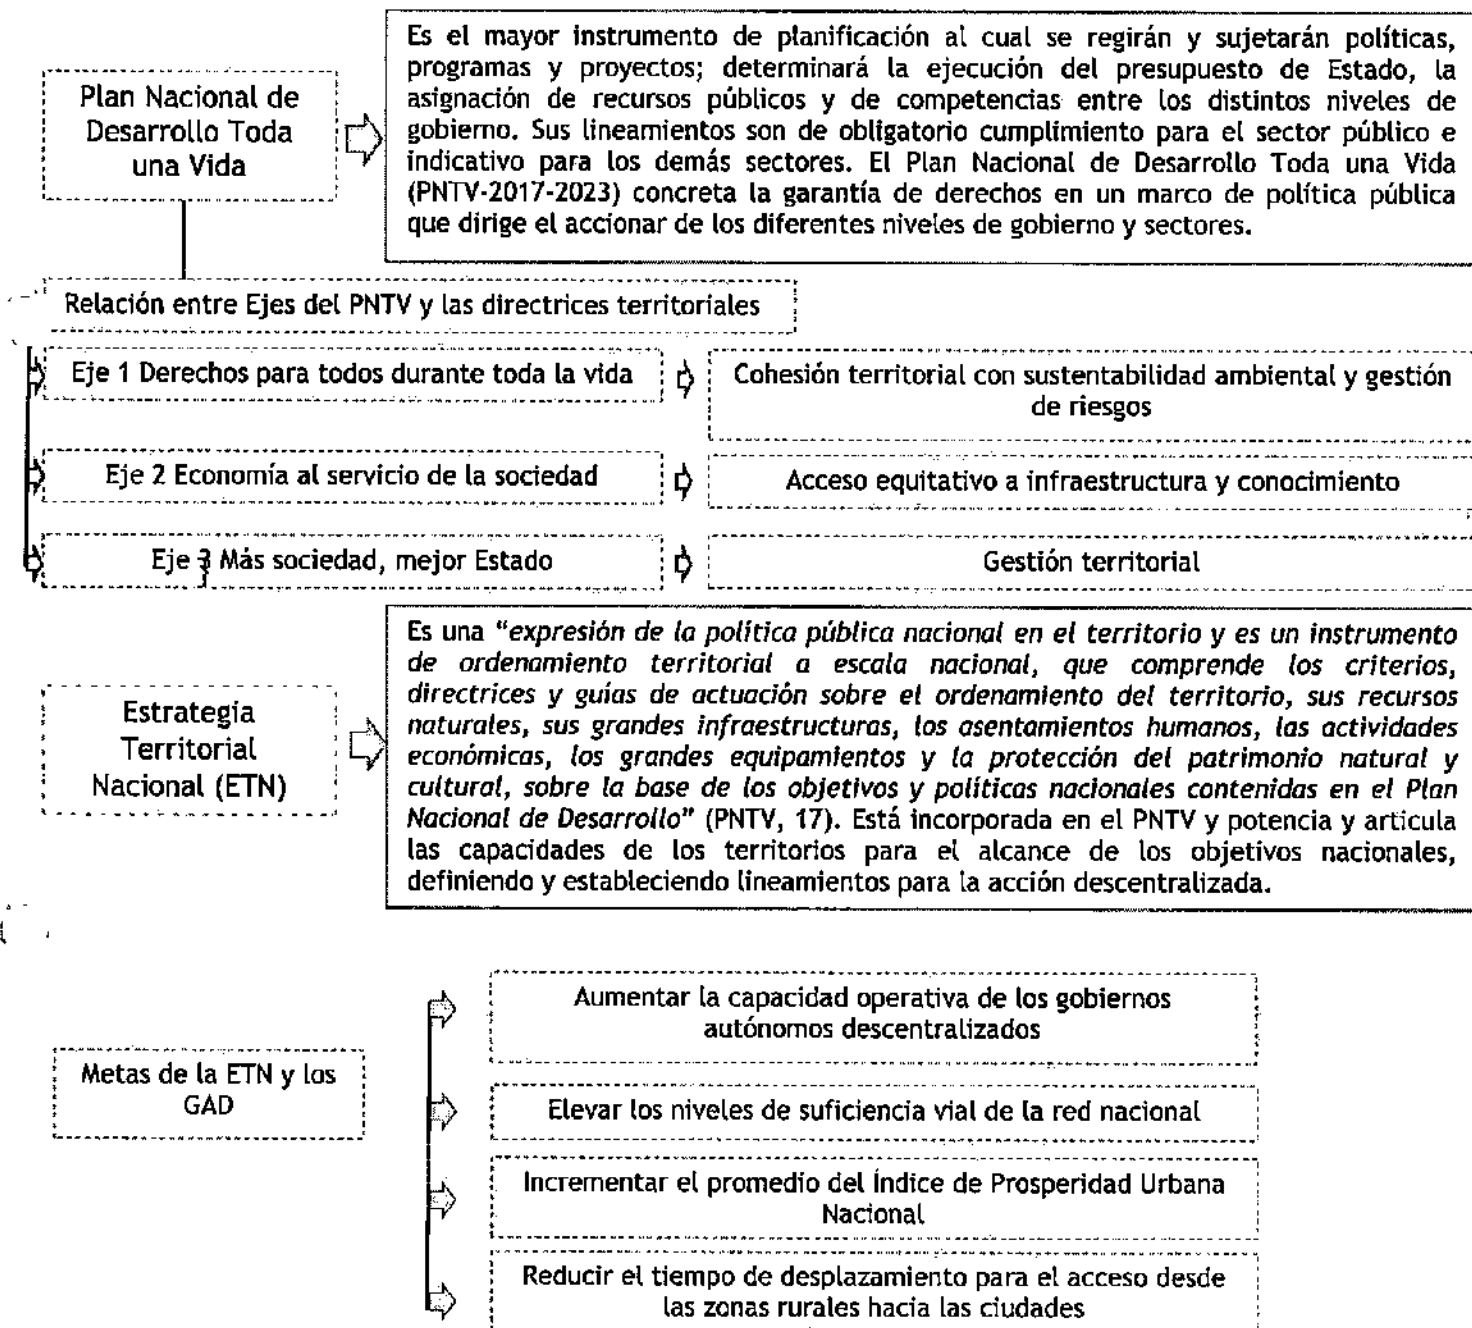 Plan Nacional de
Desarrollo Toda
una Vida
Es el mayor instrumento de planificación al cual se regirán y sujetarán políticas,
programas y proyectos; determinará la ejecución del presupuesto de Estado, la
asignación de recursos públicos y de competencias entre los distintos niveles de
gobierno. Sus lineamientos son de obligatorio cumplimiento para el sector público e
indicativo para los demás sectores. El Plan Nacional de Desarrollo Toda una Vida
(PNTV-2017-2023) concreta la garantía de derechos en un marco de política pública
que dirige el accionar de los diferentes niveles de gobierno y sectores.
Relación entre Ejes del PNTV y las directrices territoriales
Eje 1 Derechos para todos durante toda la vida
Cohesión territorial con sustentabilidad ambiental y gestión
de riesgos
Eje 2 Economía al servicio de la sociedad
Acceso equitativo a infraestructura y conocimiento
Eje 3 Más sociedad, mejor Estado
Gestión territorial
Estrategia
Territorial
Nacional (ETN)
Es una "expresión de la política pública nacional en el territorio y es un instrumento
de ordenamiento territorial a escala nacional, que comprende los criterios,
directrices y guías de actuación sobre el ordenamiento del territorio, sus recursos
naturales, sus grandes infraestructuras, los asentamientos humanos, las actividades
económicas, los grandes equipamientos y la protección del patrimonio natural y
cultural, sobre la base de los objetivos y políticas nacionales contenidas en el Plan
Nacional de Desarrollo" (PNTV, 17). Está incorporada en el PNTV y potencia y articula
las capacidades de los territorios para el alcance de los objetivos nacionales,
definiendo y estableciendo lineamientos para la acción descentralizada.
Metas de la ETN y los
GAD
Aumentar la capacidad operativa de los gobiernos
autónomos descentralizados
Elevar los niveles de suficiencia vial de la red nacional
Incrementar el promedio del Índice de Prosperidad Urbana
Nacional
Reducir el tiempo de desplazamiento para el acceso desde
las zonas rurales hacia las ciudades